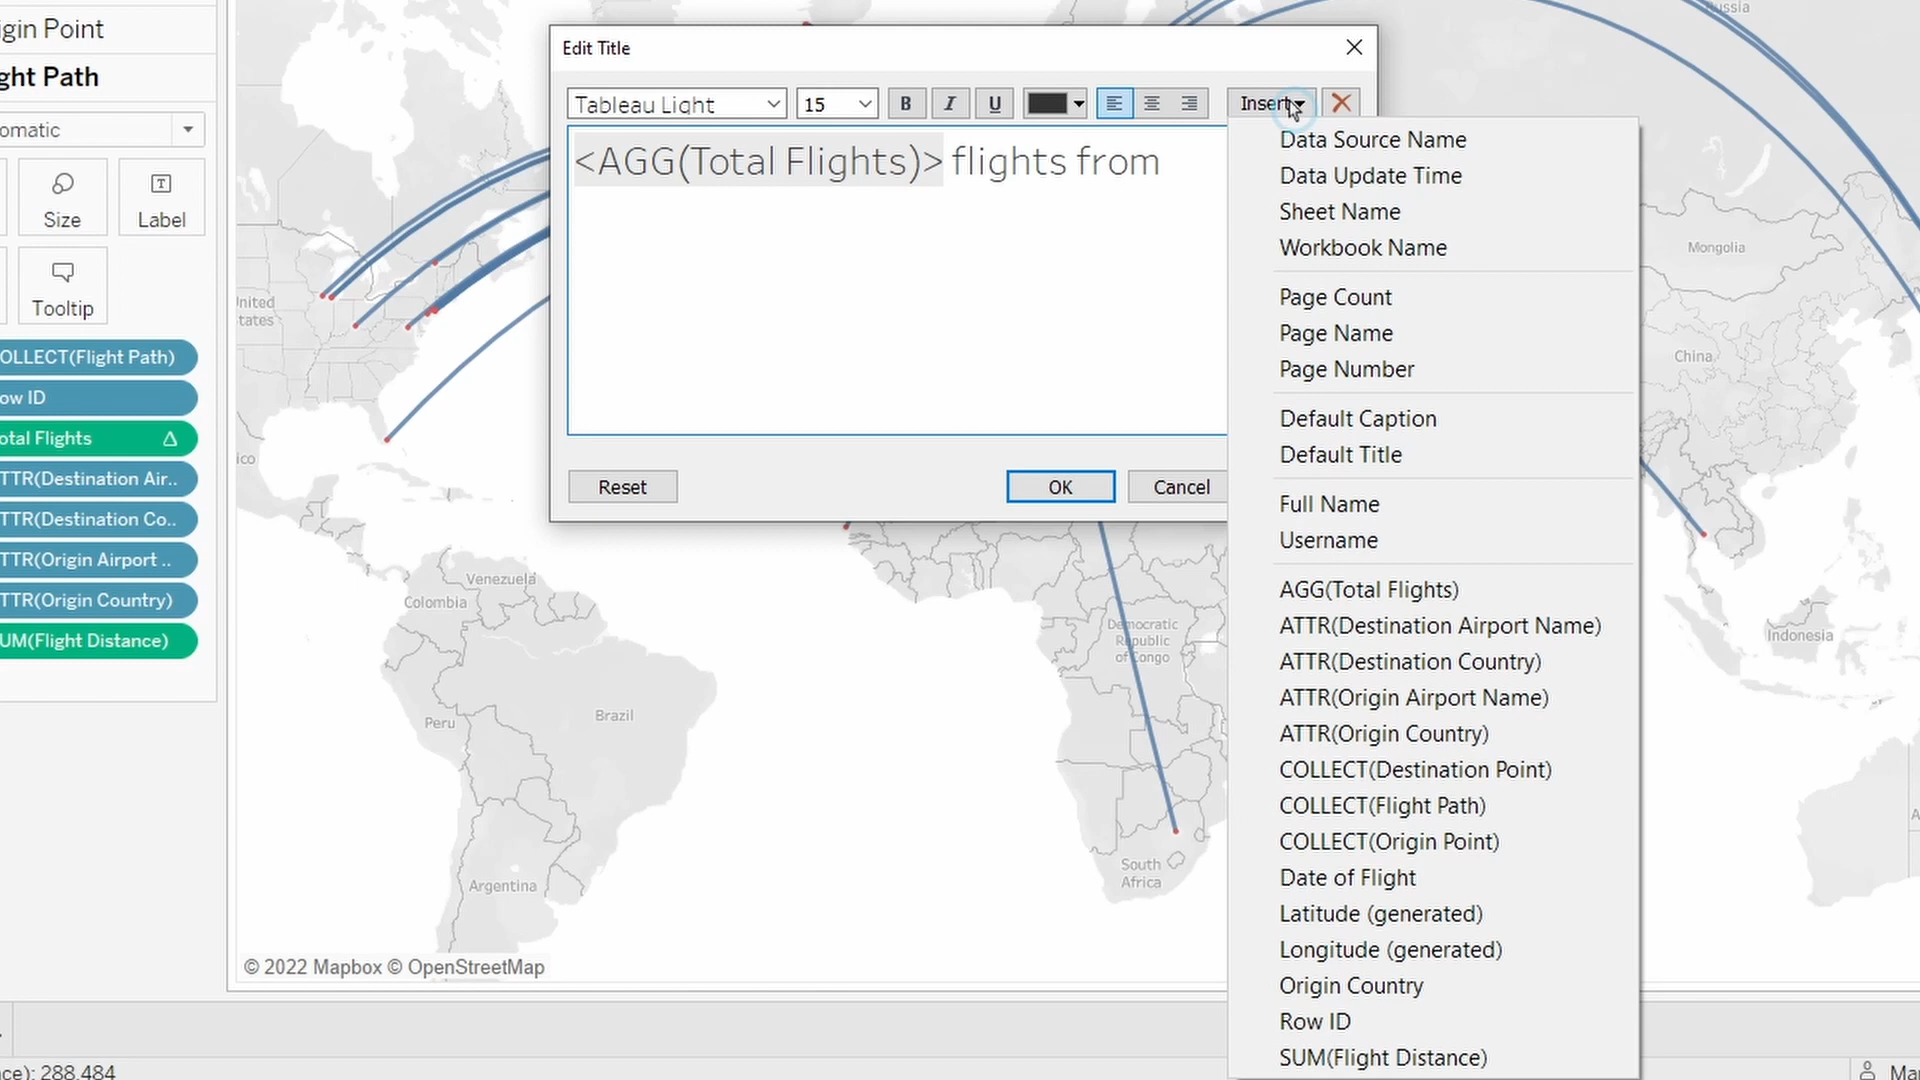 gin Point
ght Path
omatic
Size
Label
Tooltip
OLLECT(Flight Path)
ow ID
otal Flights
TTR(Destination Air..
TTR(Destination Co..
TTR(Origin Airport ..
TTR(Origin Country)
UM(Flight Distance)
Edit Title
Tableau Light
15
B
I
U
Insert
<AGG(Total Flights)> flights from
Reset
OK
Cancel
Data Source Name
Data Update Time
Sheet Name
Workbook Name
Page Count
Page Name
Page Number
Default Caption
Default Title
Full Name
Username
AGG(Total Flights)
ATTR(Destination Airport Name)
ATTR(Destination Country)
ATTR(Origin Airport Name)
ATTR(Origin Country)
COLLECT(Destination Point)
COLLECT(Flight Path)
COLLECT(Origin Point)
Date of Flight
Latitude (generated)
Longitude (generated)
Origin Country
Row ID
SUM(Flight Distance)
Russia
Mongolia
China
Indonesia
United
tates
ico
Venezuela
Colombia
Peru
Brazil
Argentina
Democratic
Republic
of Congo
South
Africa
A
© 2022 Mapbox © OpenStreetMap
ce): 288,484
Ma